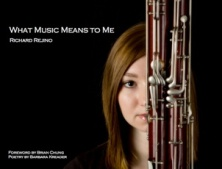 What Music Means to Me
Richard Rejino
Foreword by Brian Chung
Poetry by Barbara Kreader